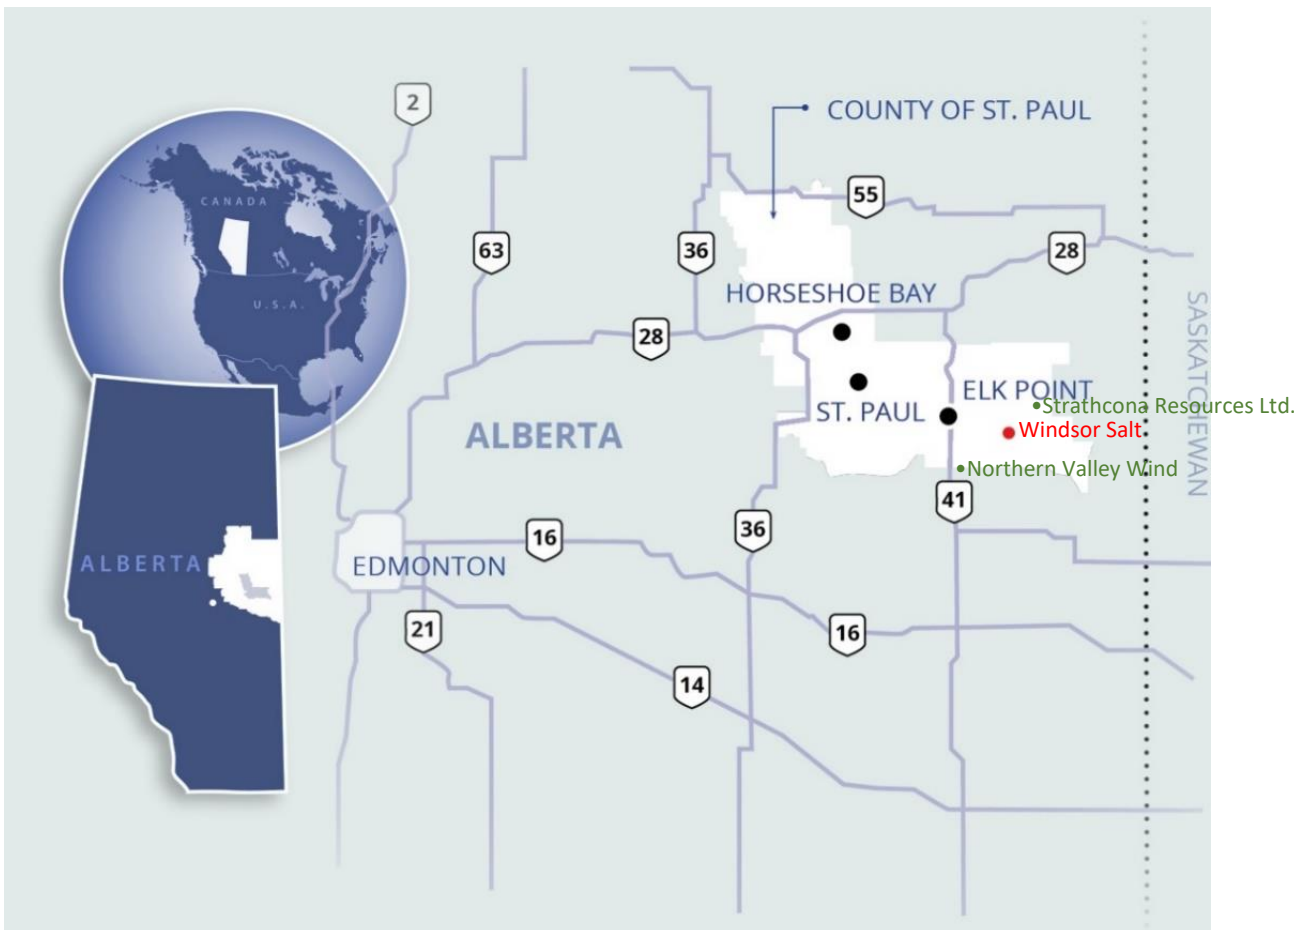 2
COUNTY OF ST. PAUL
CANADA
55
63
36
28
U.S.A.
HORSESHOE BAY
SASKATCHEWAN
28
ELK POINT
•Strathcona Resources Ltd.
ST. PAUL
ALBERTA
Windsor Salt
•Northern Valley Wind
41
36
16
ALBERTA
EDMONTON
21
16
14